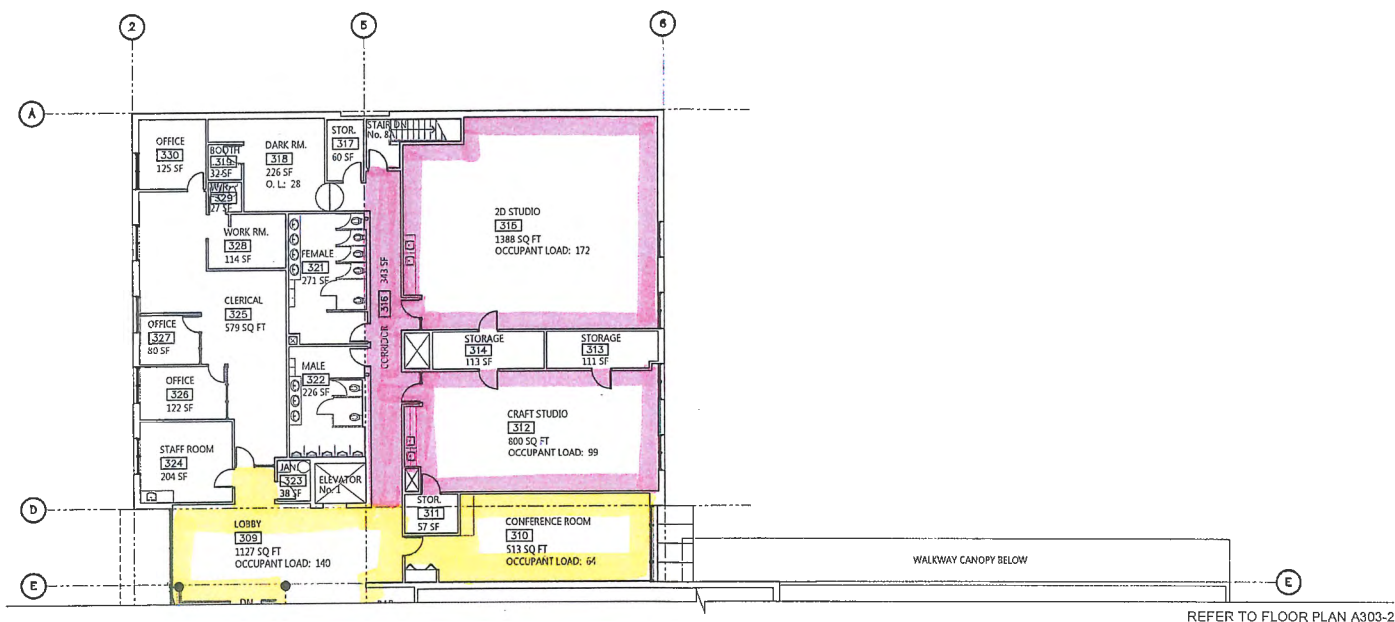 2
5
6
A
OFFICE
330
125 SF
BOOTH
319
32 SF
DARK RM.
318
226 SF
O. L.: 28
STOR.
317
60 SF
STAIR DN
No. 8
329
27 SF
WORK RM.
328
114 SF
FEMALE
321
271 SF
2D STUDIO
315
1388 SQ FT
OCCUPANT LOAD: 172
CORRIDOR 316 343 SF
CLERICAL
325
579 SQ FT
OFFICE
327
80 SF
STORAGE
314
113 SF
STORAGE
313
111 SF
MALE
322
226 SF
OFFICE
326
122 SF
CRAFT STUDIO
312
800 SQ FT
OCCUPANT LOAD: 99
STAFF ROOM
324
204 SF
JAN.
323
38 SF
ELEVATOR
No. 1
STOR.
311
57 SF
D
LOBBY
309
1127 SQ FT
OCCUPANT LOAD: 140
CONFERENCE ROOM
310
513 SQ FT
OCCUPANT LOAD: 64
WALKWAY CANOPY BELOW
E
DN
E
REFER TO FLOOR PLAN A303-2